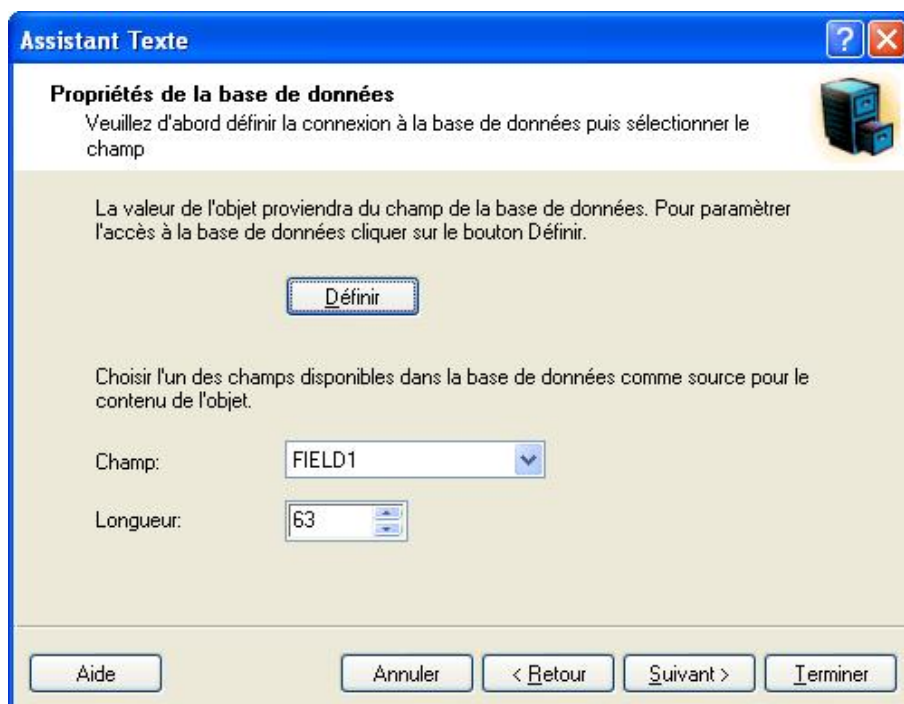 Assistant Texte
Propriétés de la base de données
Veuillez d'abord définir la connexion à la base de données puis sélectionner le
champ
La valeur de l'objet proviendra du champ de la base de données. Pour paramètrer
l'accès à la base de données cliquer sur le bouton Définir.
Définir
Choisir l'un des champs disponibles dans la base de données comme source pour le
contenu de l'objet.
Champ: FIELD1
Longueur: 63
Aide Annuler < Retour Suivant > Terminer